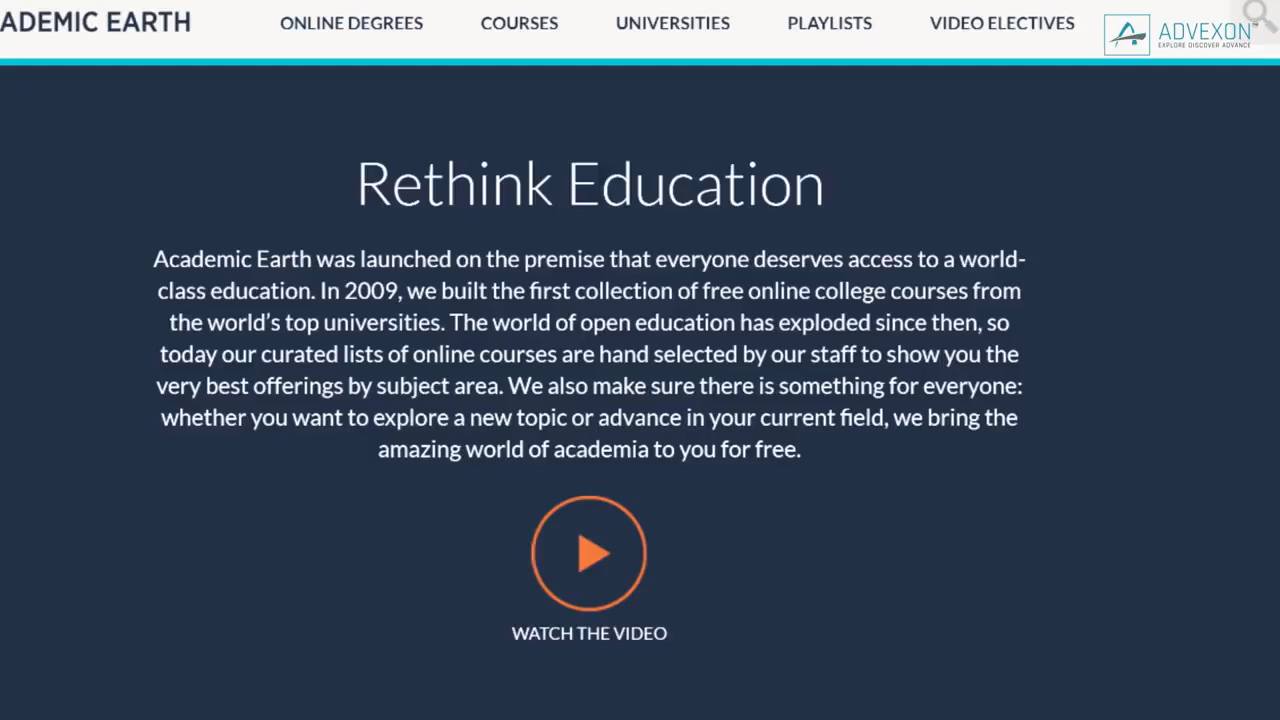 ADEMIC EARTH ONLINE DEGREES COURSES UNIVERSITIES PLAYLISTS VIDEO ELECTIVES
ADVEXON™
EXPLORE DISCOVER ADVANCE
Rethink Education
Academic Earth was launched on the premise that everyone deserves access to a world-
class education. In 2009, we built the first collection of free online college courses from
the world’s top universities. The world of open education has exploded since then, so
today our curated lists of online courses are hand selected by our staff to show you the
very best offerings by subject area. We also make sure there is something for everyone:
whether you want to explore a new topic or advance in your current field, we bring the
amazing world of academia to you for free.
WATCH THE VIDEO